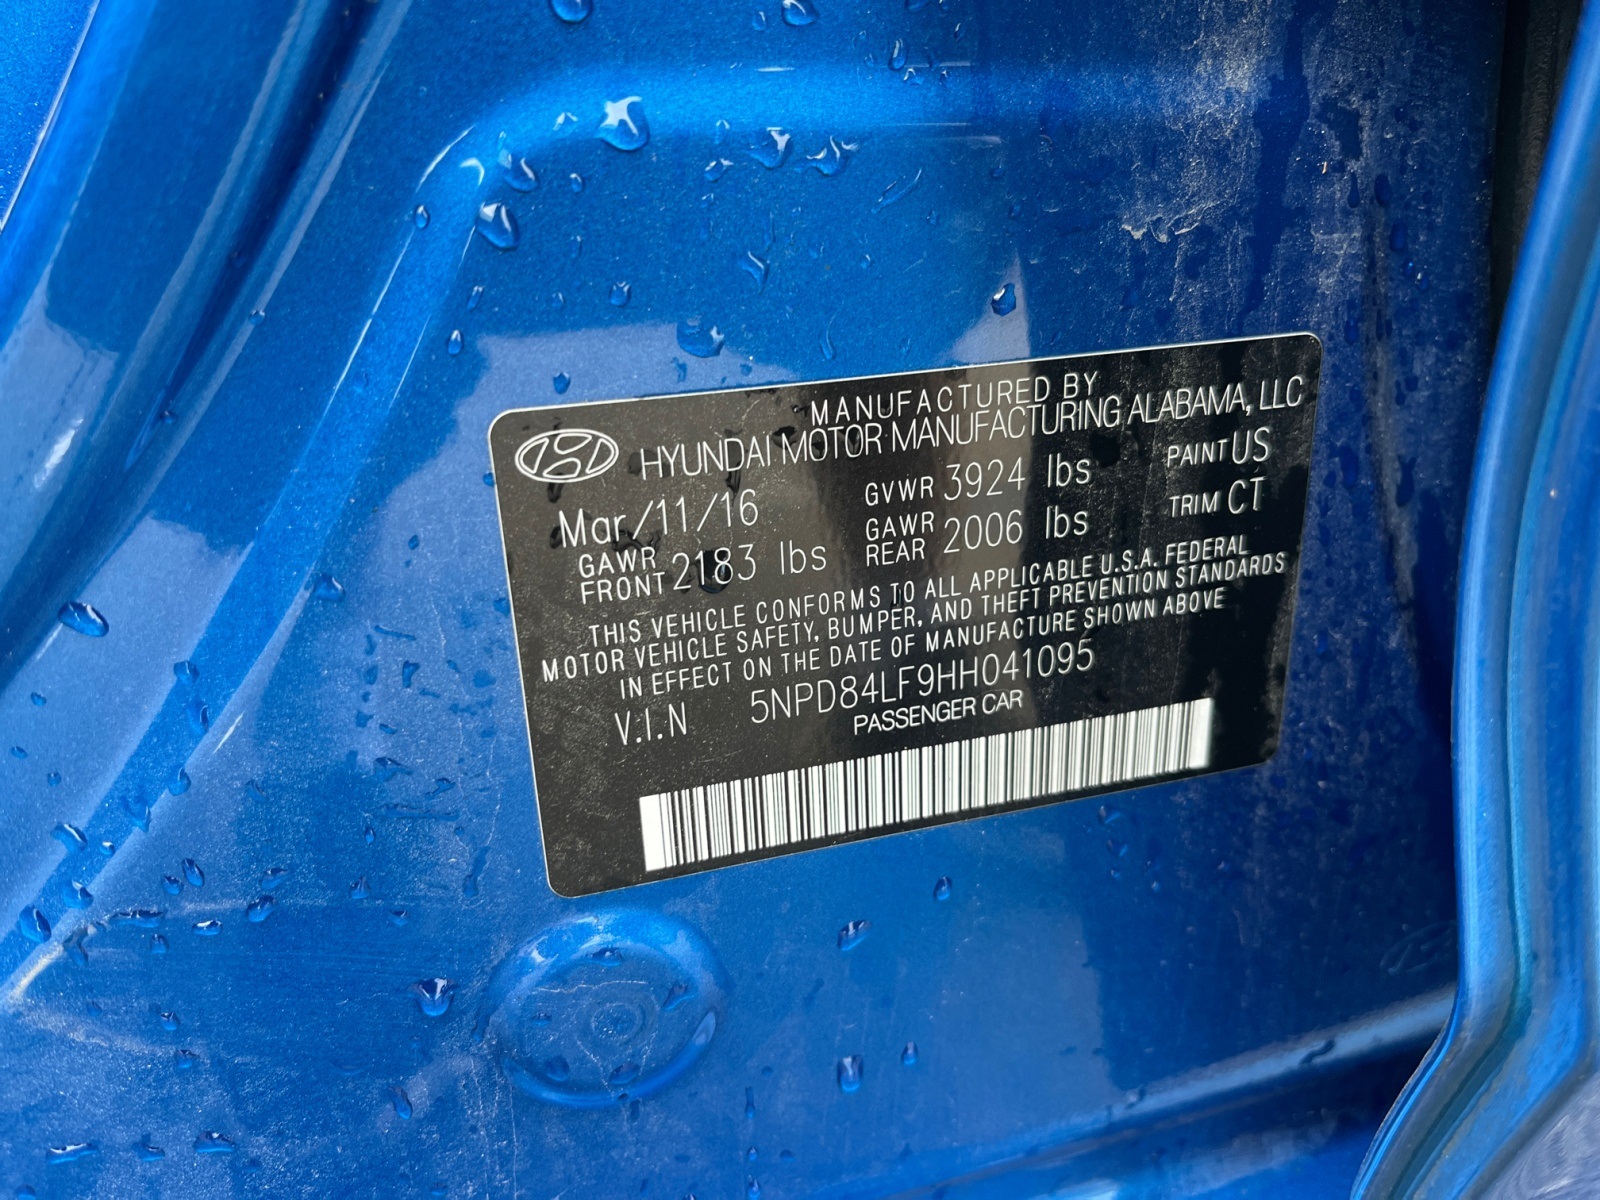 MANUFACTURED BY
HYUNDAI MOTOR MANUFACTURING ALABAMA, LLC
Mar/11/16 GVWR 3924 lbs PAINT US
GAWR FRONT 2183 lbs GAWR REAR 2006 lbs TRIM CT
THIS VEHICLE CONFORMS TO ALL APPLICABLE U.S.A. FEDERAL
MOTOR VEHICLE SAFETY, BUMPER, AND THEFT PREVENTION STANDARDS
IN EFFECT ON THE DATE OF MANUFACTURE SHOWN ABOVE
V.I.N 5NPD84LF9HH041095
PASSENGER CAR